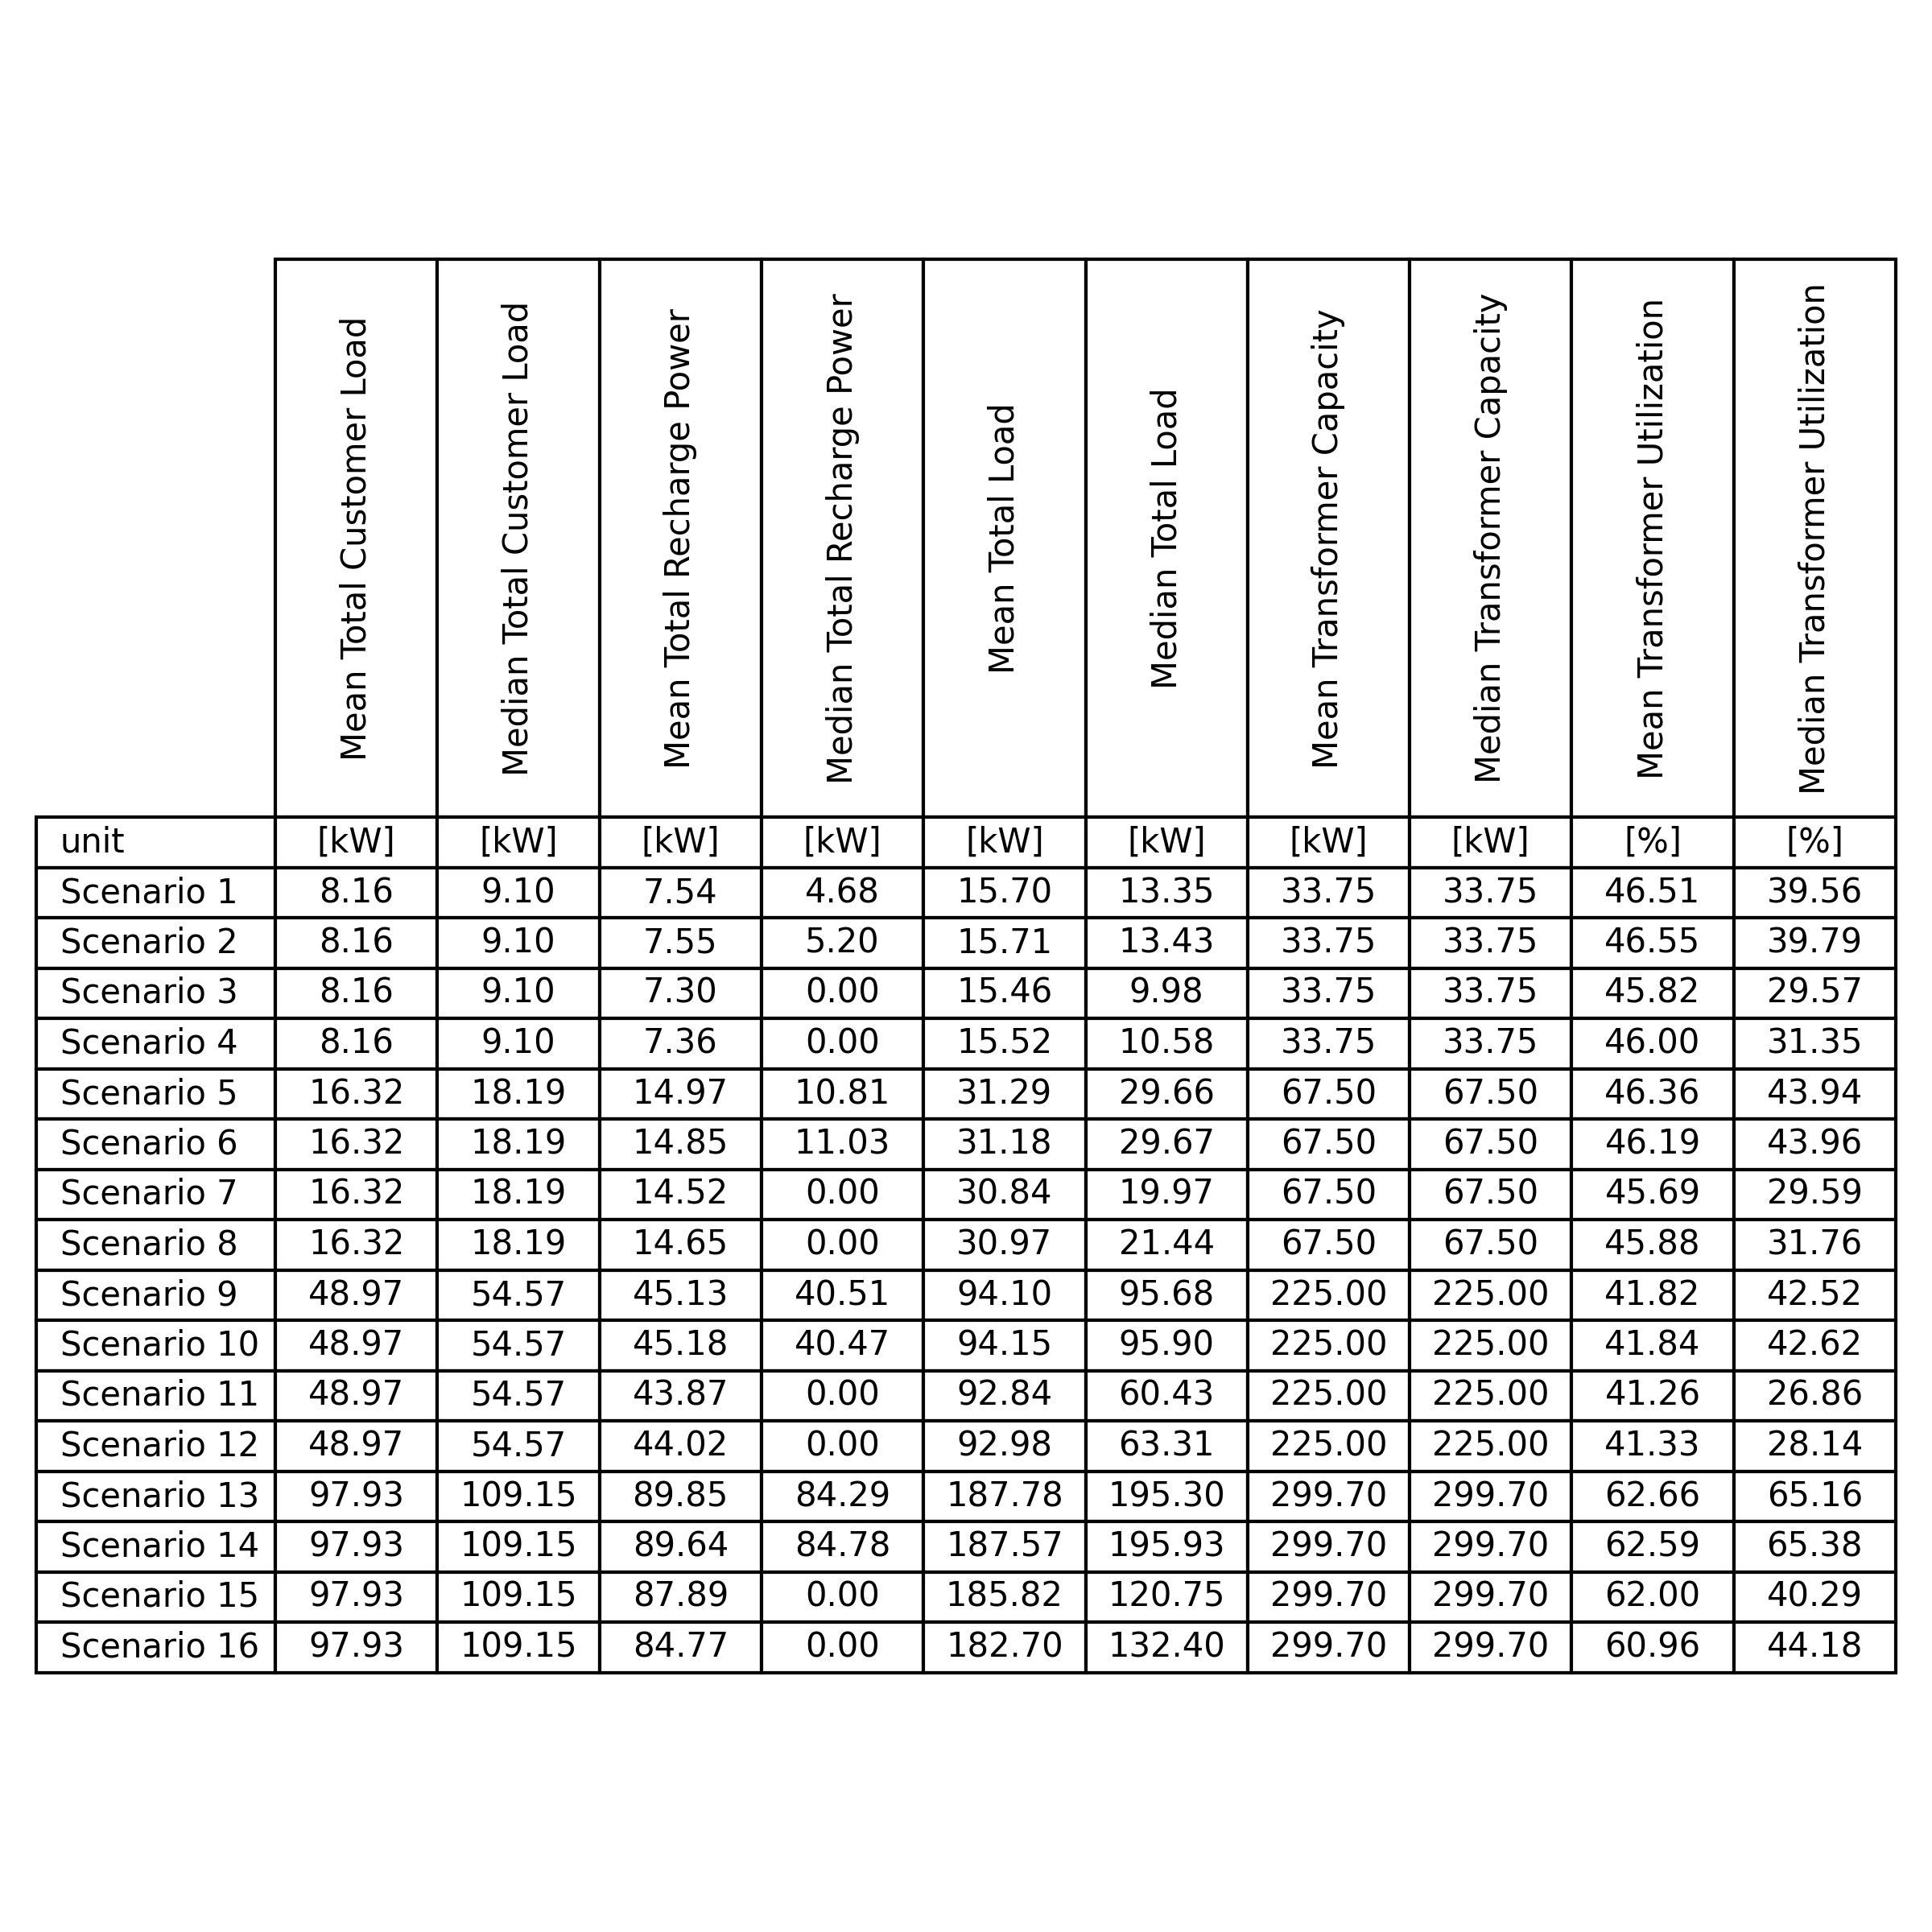 Mean Total Customer Load
Median Total Customer Load
Mean Total Recharge Power
Median Total Recharge Power
Mean Total Load
Median Total Load
Mean Transformer Capacity
Median Transformer Capacity
Mean Transformer Utilization
Median Transformer Utilization
unit [kW] [kW] [kW] [kW] [kW] [kW] [kW] [kW] [%] [%]
Scenario 1 8.16 9.10 7.54 4.68 15.70 13.35 33.75 33.75 46.51 39.56
Scenario 2 8.16 9.10 7.55 5.20 15.71 13.43 33.75 33.75 46.55 39.79
Scenario 3 8.16 9.10 7.30 0.00 15.46 9.98 33.75 33.75 45.82 29.57
Scenario 4 8.16 9.10 7.36 0.00 15.52 10.58 33.75 33.75 46.00 31.35
Scenario 5 16.32 18.19 14.97 10.81 31.29 29.66 67.50 67.50 46.36 43.94
Scenario 6 16.32 18.19 14.85 11.03 31.18 29.67 67.50 67.50 46.19 43.96
Scenario 7 16.32 18.19 14.52 0.00 30.84 19.97 67.50 67.50 45.69 29.59
Scenario 8 16.32 18.19 14.65 0.00 30.97 21.44 67.50 67.50 45.88 31.76
Scenario 9 48.97 54.57 45.13 40.51 94.10 95.68 225.00 225.00 41.82 42.52
Scenario 10 48.97 54.57 45.18 40.47 94.15 95.90 225.00 225.00 41.84 42.62
Scenario 11 48.97 54.57 43.87 0.00 92.84 60.43 225.00 225.00 41.26 26.86
Scenario 12 48.97 54.57 44.02 0.00 92.98 63.31 225.00 225.00 41.33 28.14
Scenario 13 97.93 109.15 89.85 84.29 187.78 195.30 299.70 299.70 62.66 65.16
Scenario 14 97.93 109.15 89.64 84.78 187.57 195.93 299.70 299.70 62.59 65.38
Scenario 15 97.93 109.15 87.89 0.00 185.82 120.75 299.70 299.70 62.00 40.29
Scenario 16 97.93 109.15 84.77 0.00 182.70 132.40 299.70 299.70 60.96 44.18